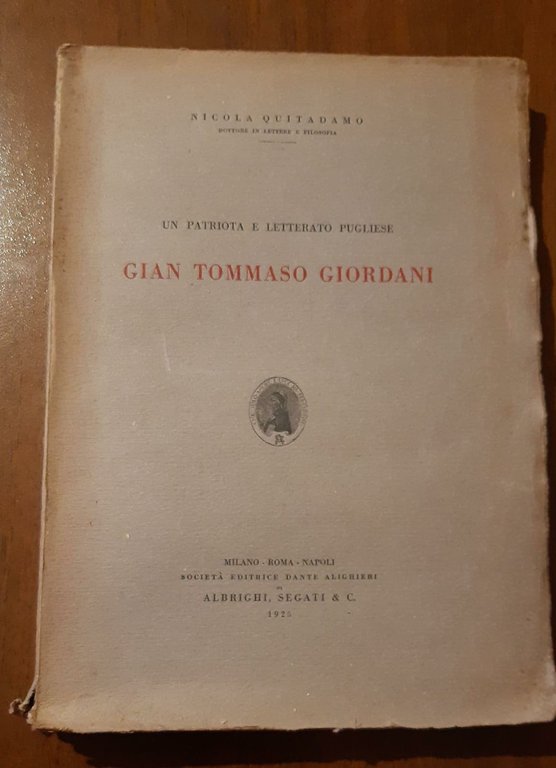 NICOLA QUITADAMO
DOTTORE IN LETTERE E FILOSOFIA
UN PATRIOTA E LETTERATO PUGLIESE
GIAN TOMMASO GIORDANI
MILANO - ROMA - NAPOLI
SOCIETÀ EDITRICE DANTE ALIGHIERI
DI
ALBRIGHI, SEGATI & C.
1925